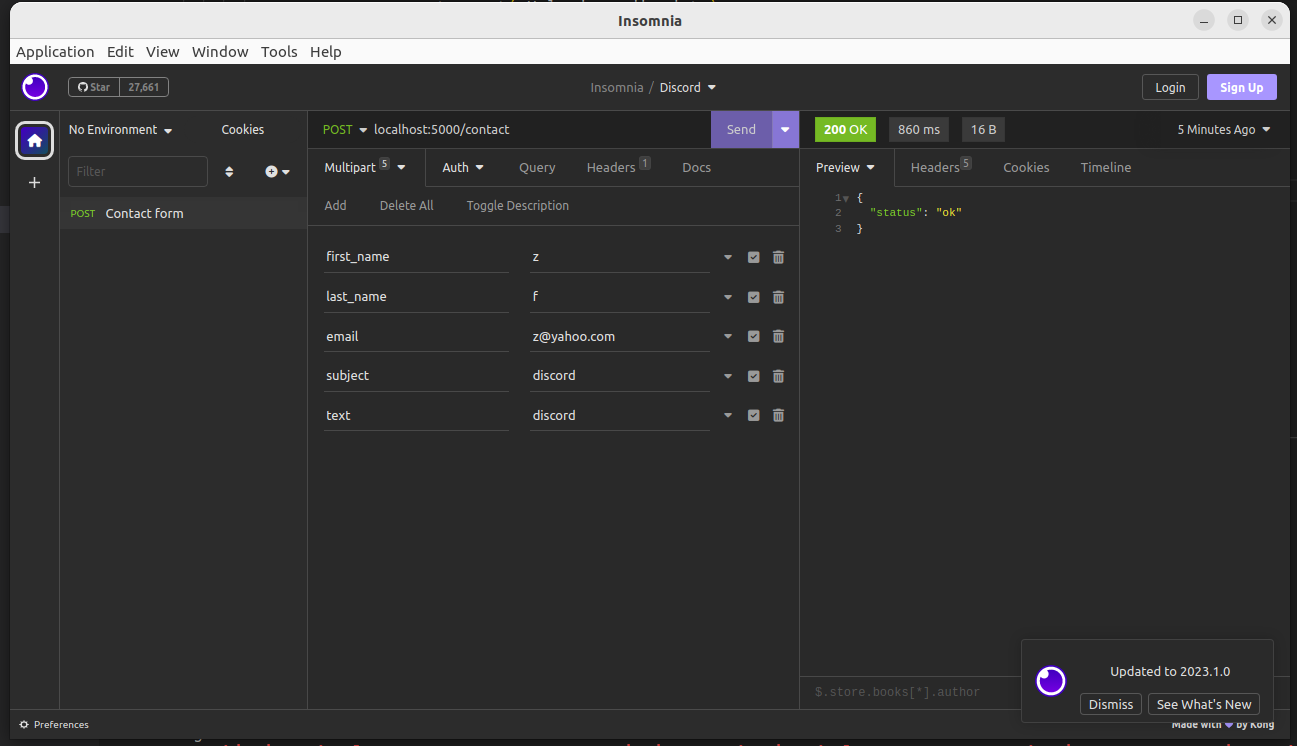 Insomnia
Application Edit View Window Tools Help
Star 27,661
Insomnia / Discord
Login Sign Up
No Environment Cookies
POST localhost:5000/contact
Send
200 OK 860 ms 16 B 5 Minutes Ago
Filter
Multipart 5 Auth Query Headers 1 Docs
Preview Headers 5 Cookies Timeline
POST Contact form
Add Delete All Toggle Description
1 {
2 "status": "ok"
3 }
first_name z
last_name f
email z@yahoo.com
subject discord
text discord
$.store.books[*].author
Updated to 2023.1.0
Dismiss See What's New
Preferences
Made with by Kong